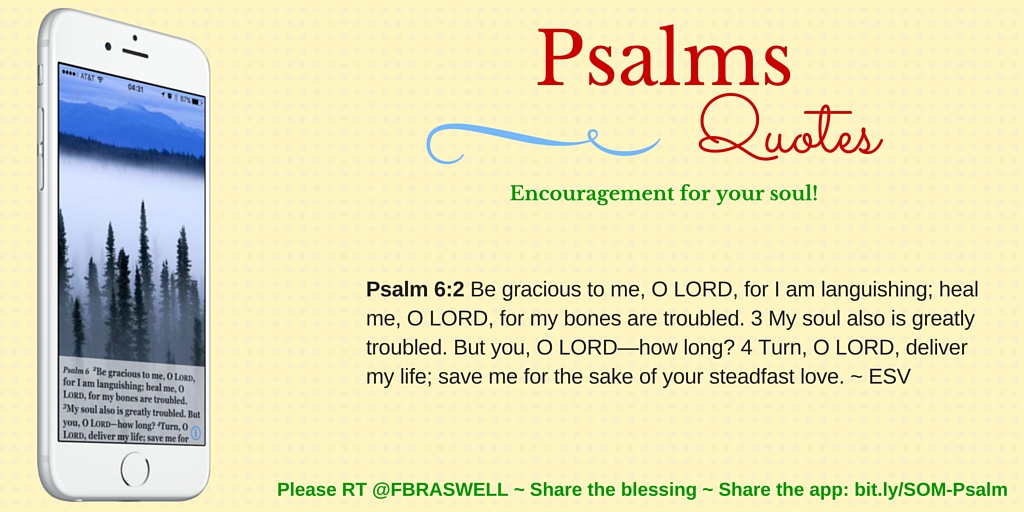 Psalms
Quotes
Encouragement for your soul!
Psalm 6:2 Be gracious to me, O LORD, for I am languishing; heal
me, O LORD, for my bones are troubled. 3 My soul also is greatly
troubled. But you, O LORD—how long? 4 Turn, O LORD, deliver
my life; save me for the sake of your steadfast love. ~ ESV
Please RT @FBRASWELL ~ Share the blessing ~ Share the app: bit.ly/SOM-Psalm
AT&T 04:31 67%
Psalm 6 ²Be gracious to me, O LORD,
for I am languishing; heal me, O
LORD, for my bones are troubled.
³My soul also is greatly troubled. But
you, O LORD—how long? ⁴Turn, O
LORD, deliver my life; save me for